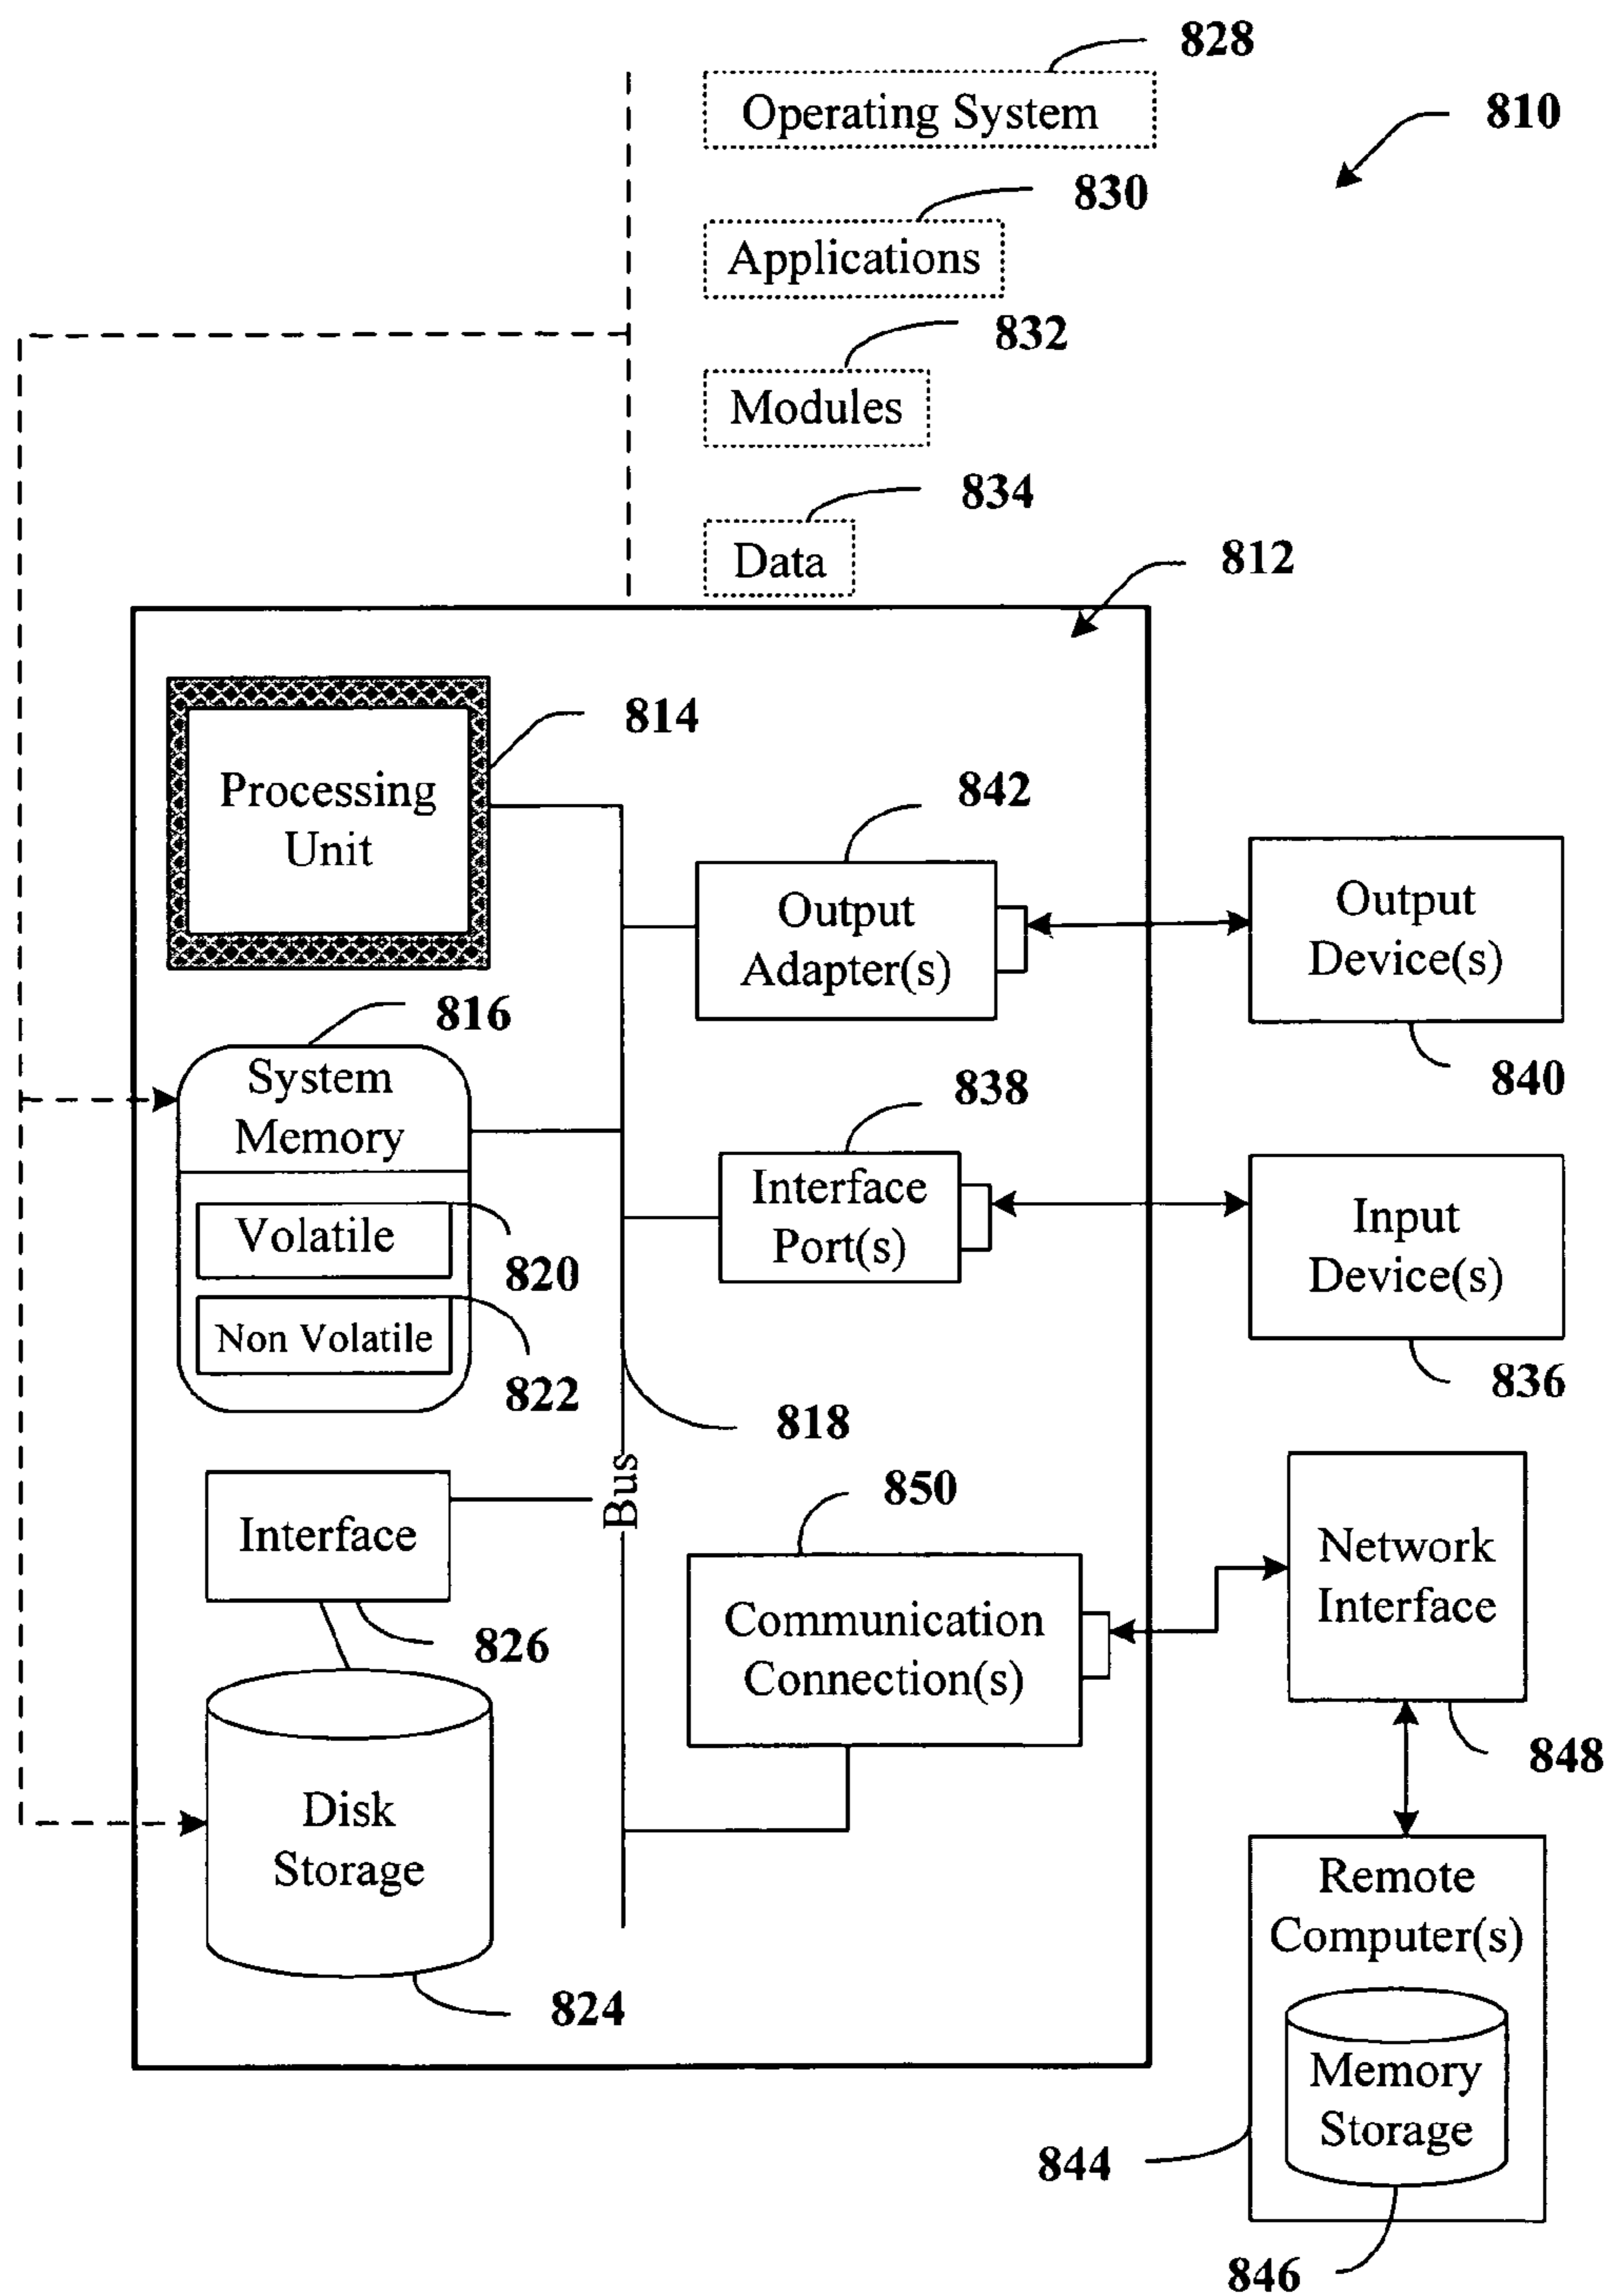 828
Operating System
810
830
Applications
832
Modules
834
Data
812
814
Processing
Unit
842
Output
Adapter(s)
Output
Device(s)
840
816
System
Memory
838
Interface
Port(s)
Input
Device(s)
836
Volatile
820
Non Volatile
822
818
Bus
850
Interface
826
Communication
Connection(s)
Network
Interface
848
Disk
Storage
824
Remote
Computer(s)
Memory
Storage
844
846